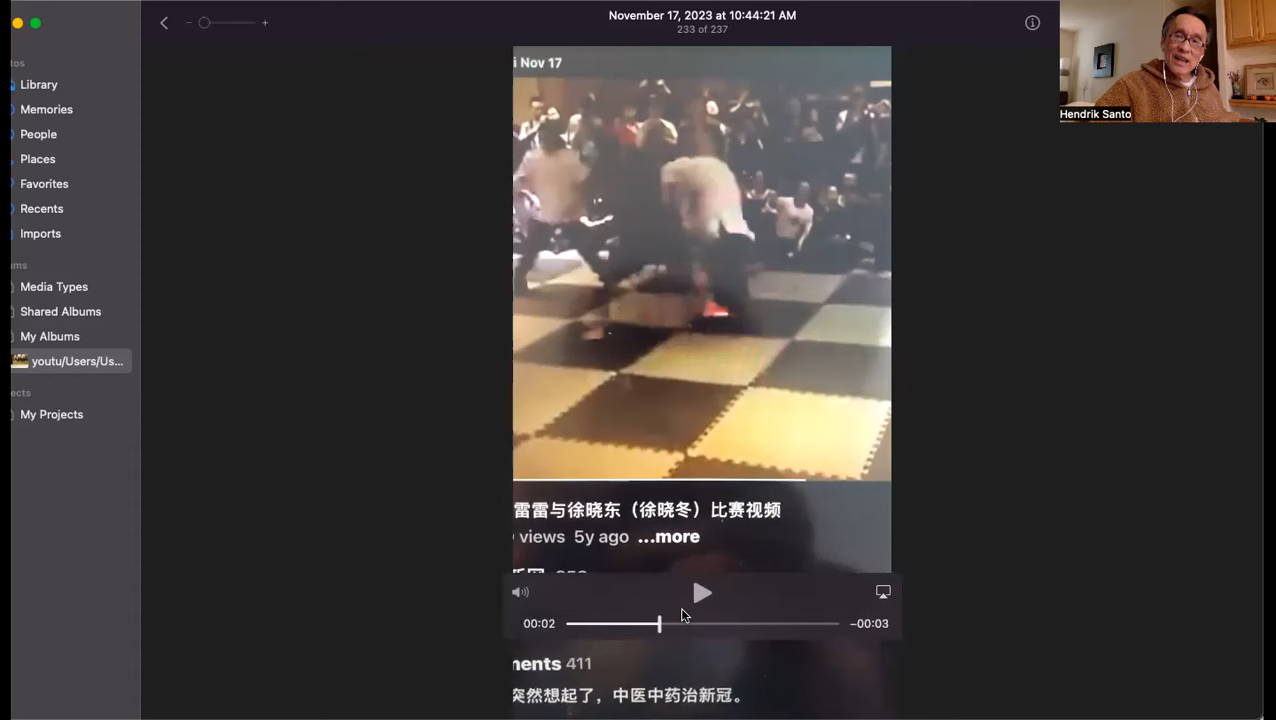 November 17, 2023 at 10:44:21 AM
233 of 237
Hendrik Santo
tos
Library
Memories
People
Places
Favorites
Recents
Imports
ums
Media Types
Shared Albums
My Albums
youtu/Users/Us...
ects
My Projects
i Nov 17
雷雷与徐晓东（徐晓冬）比赛视频
views 5y ago ...more
00:02
–00:03
nents 411
突然想起了，中医中药治新冠。